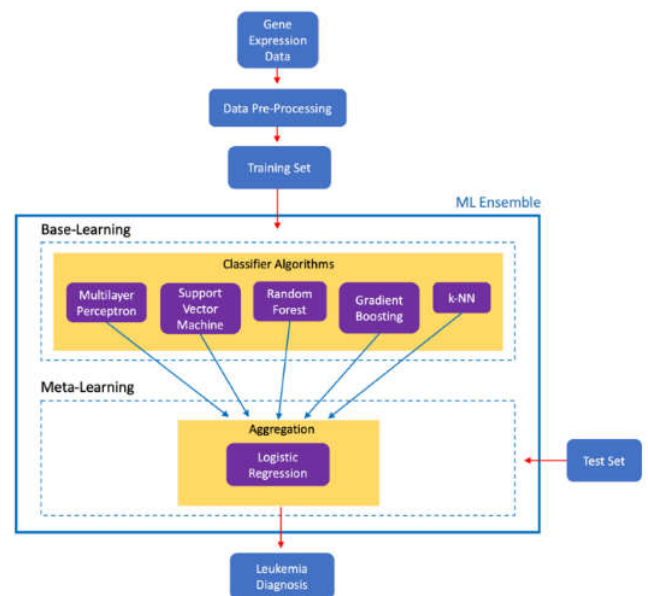 Gene
Expression
Data
Data Pre-Processing
Training Set
ML Ensemble
Base-Learning
Classifier Algorithms
Multilayer
Perceptron
Support
Vector
Machine
Random
Forest
Gradient
Boosting
k-NN
Meta-Learning
Aggregation
Logistic
Regression
Test Set
Leukemia
Diagnosis